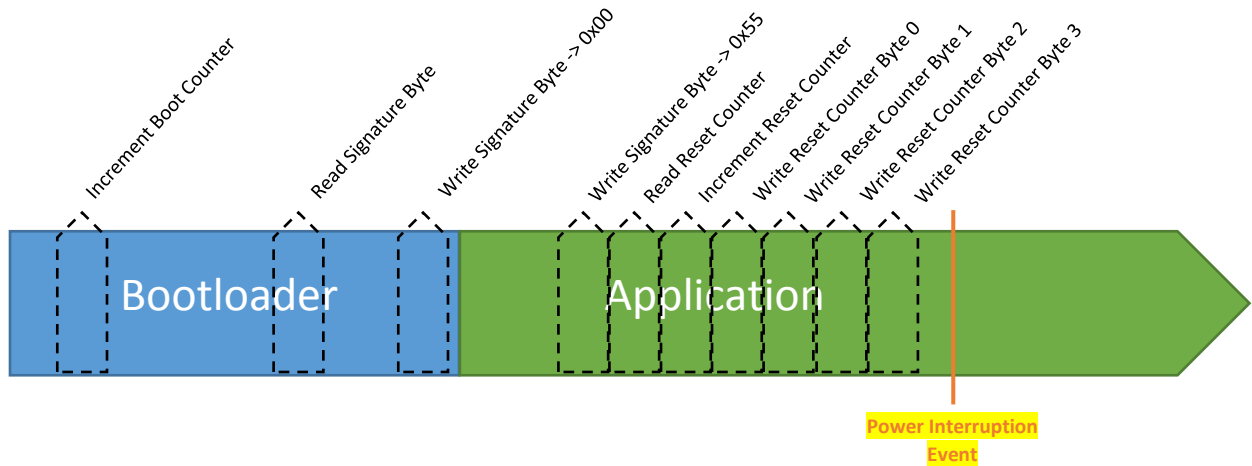 Increment Boot Counter
Read Signature Byte
Write Signature Byte -> 0x00
Write Signature Byte -> 0x55
Read Reset Counter
Increment Reset Counter
Write Reset Counter Byte 0
Write Reset Counter Byte 1
Write Reset Counter Byte 2
Write Reset Counter Byte 3
Bootloader
Application
Power Interruption
Event